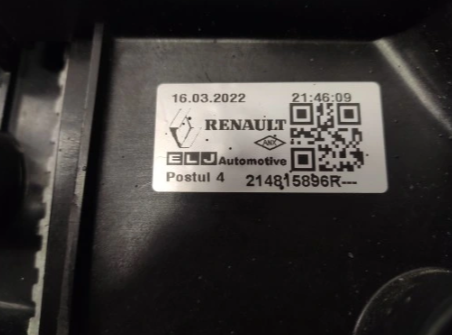 16.03.2022 21:46:09
RENAULT
ELJ Automotive
Postul 4 214815896R---